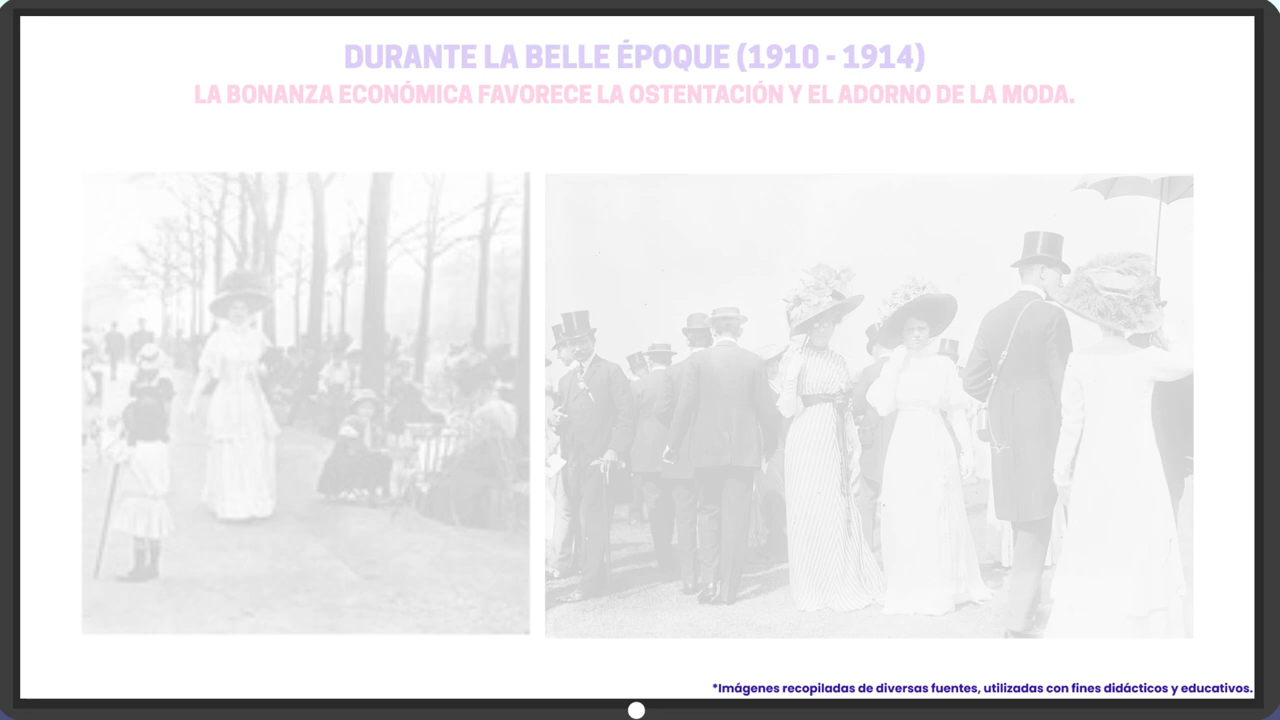 DURANTE LA BELLE ÉPOQUE (1910 - 1914)
LA BONANZA ECONÓMICA FAVORECE LA OSTENTACIÓN Y EL ADORNO DE LA MODA.
*Imágenes recopiladas de diversas fuentes, utilizadas con fines didácticos y educativos.